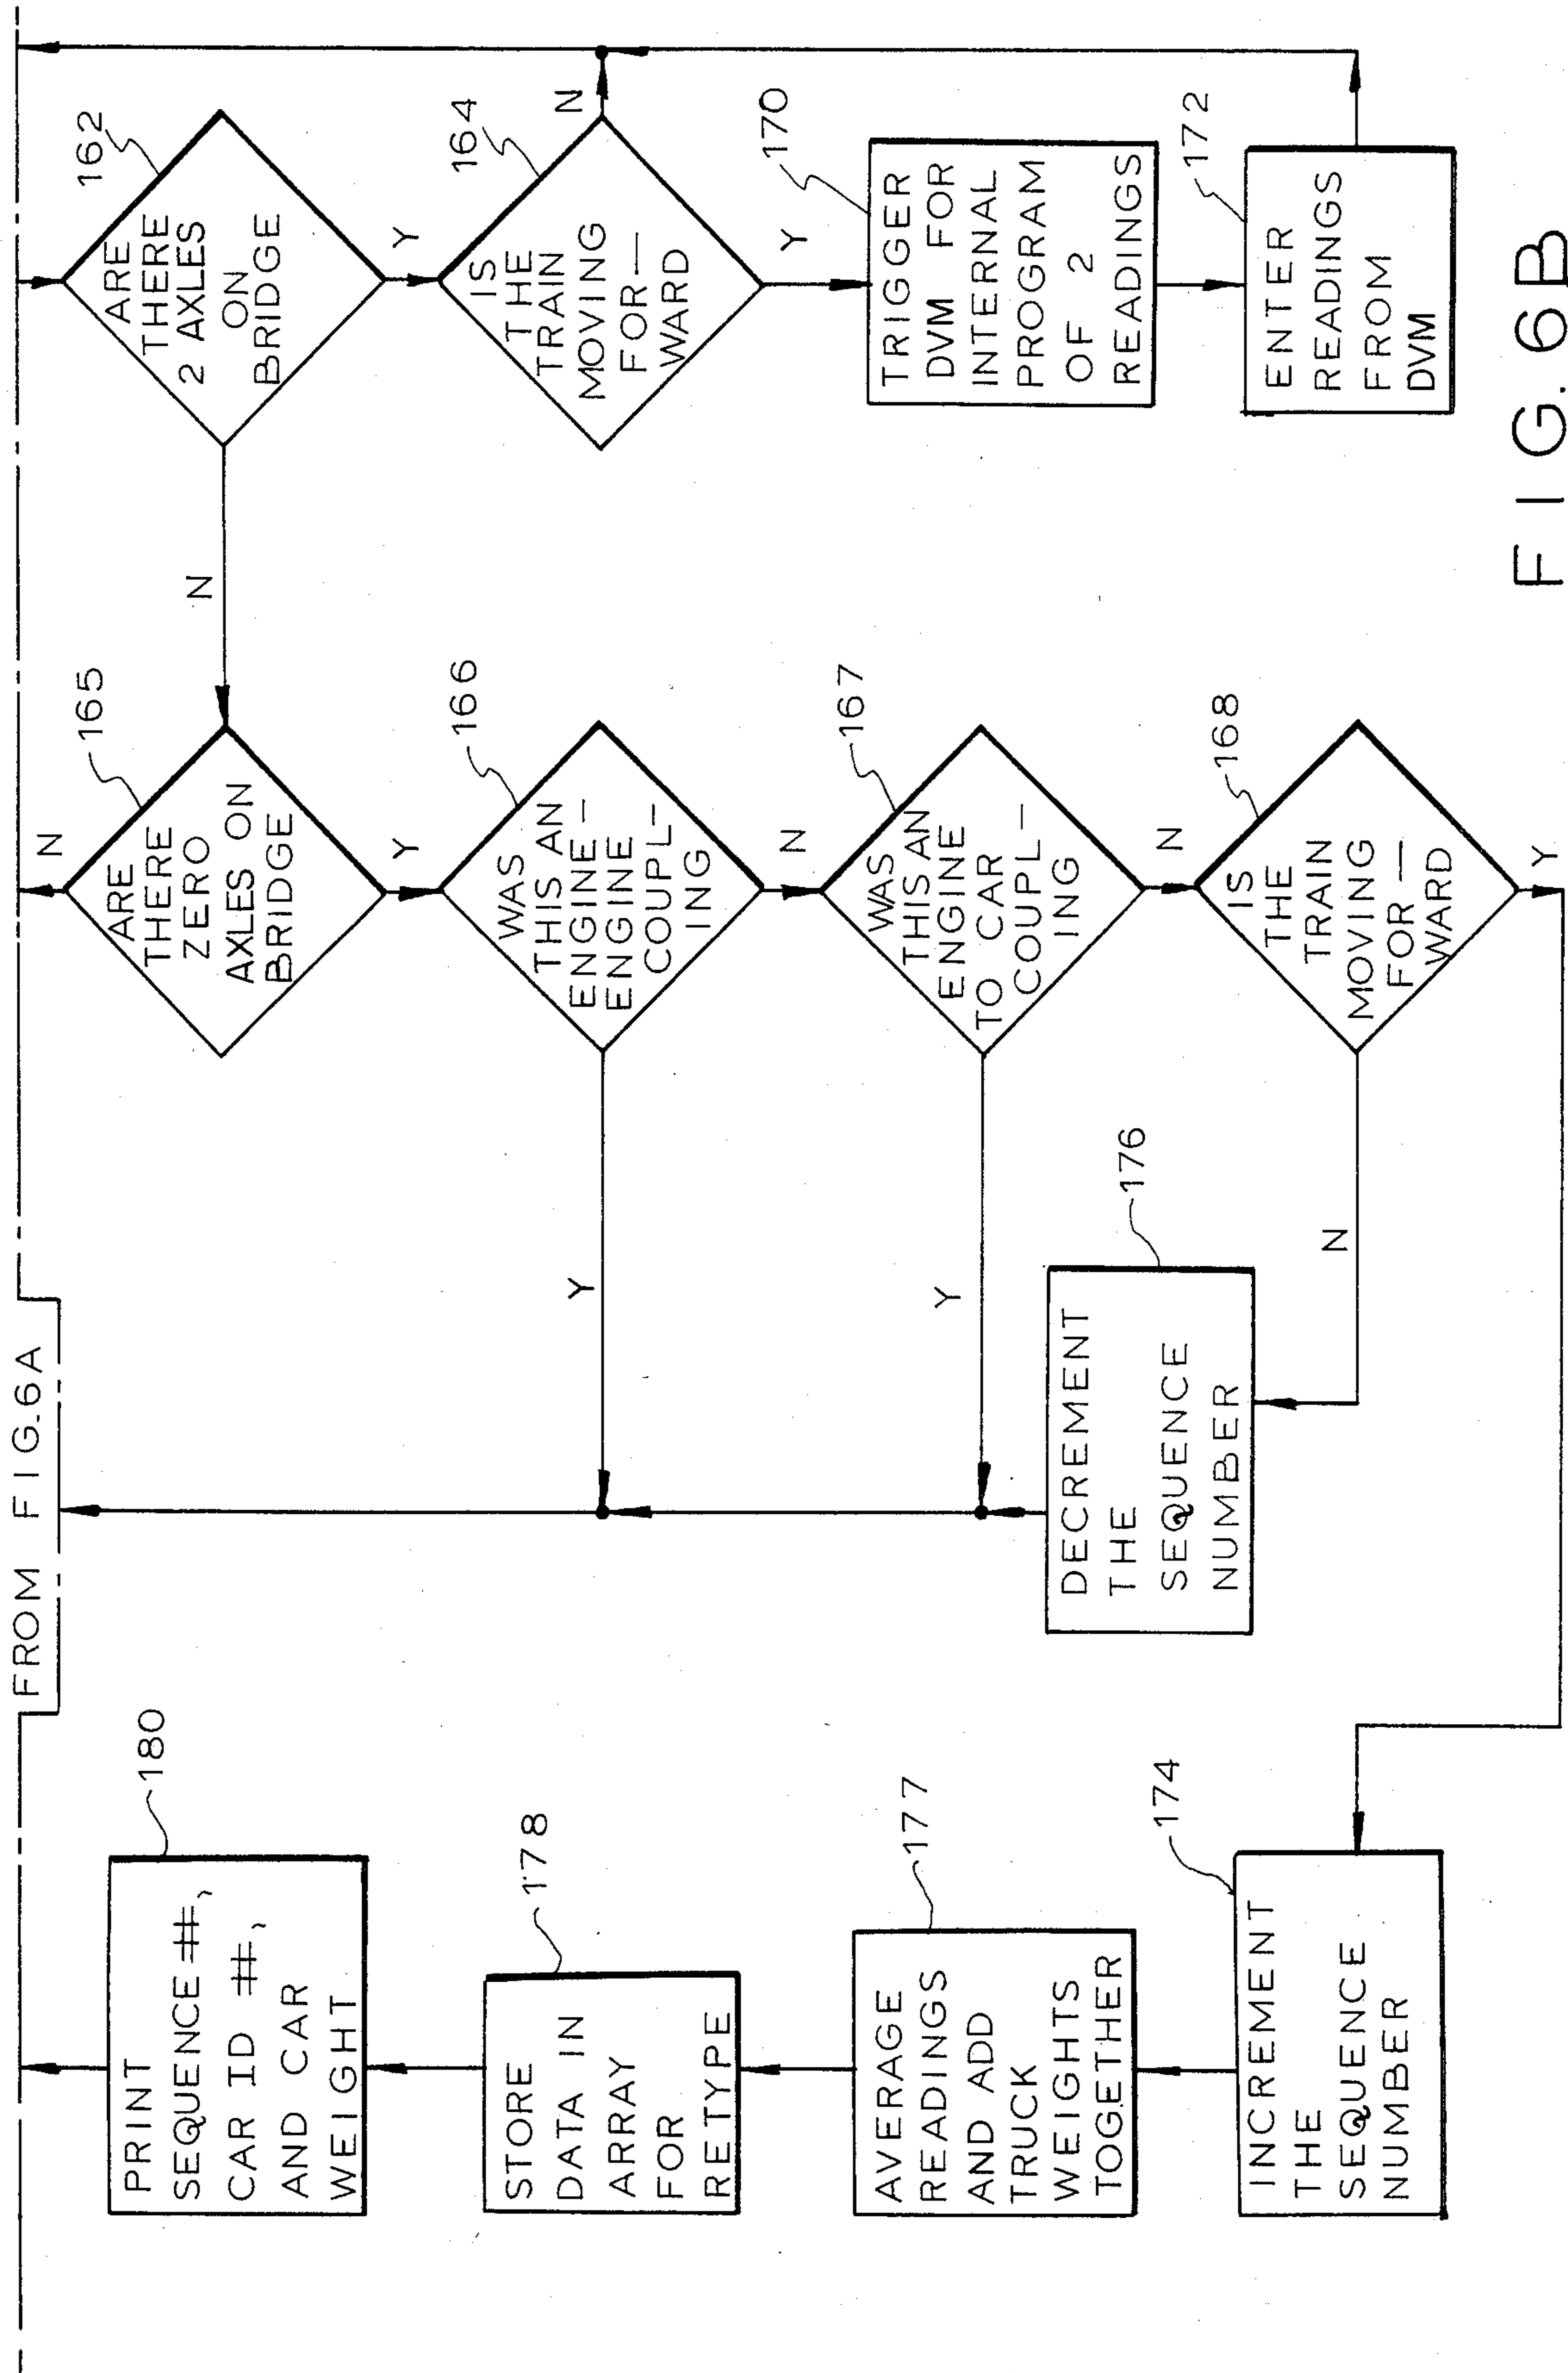 FROM FIG.6A
162
ARE
THERE
2 AXLES
ON
BRIDGE
N
Y
164
IS
THE
TRAIN
MOVING
FOR—
WARD
N
Y
170
TRIGGER
DVM FOR
INTERNAL
PROGRAM
OF 2
READINGS
172
ENTER
READINGS
FROM
DVM
165
ARE
THERE
ZERO
AXLES ON
BRIDGE
N
Y
166
WAS
THIS AN
ENGINE-
ENGINE
COUPL-
ING
Y
N
167
WAS
THIS AN
ENGINE
TO CAR
COUPL-
ING
Y
N
168
IS
THE
TRAIN
MOVING
FOR—
WARD
N
Y
176
DECREMENT
THE
SEQUENCE
NUMBER
174
INCREMENT
THE
SEQUENCE
NUMBER
177
AVERAGE
READINGS
AND ADD
TRUCK
WEIGHTS
TOGETHER
178
STORE
DATA IN
ARRAY
FOR
RETYPE
180
PRINT
SEQUENCE #,
CAR ID #,
AND CAR
WEIGHT
FIG. 6B